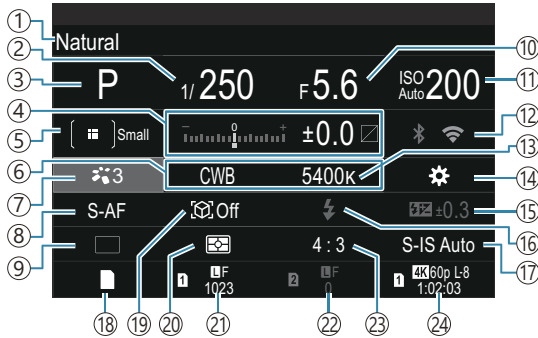 ①
Natural
② ⑩
③ P 1/250 F5.6 ISO Auto 200 ⑪
④ − 0 + ±0.0 ⑫
⑤ Small ⑬
⑥ CWB 5400K
⑦ 3 ⑭
⑧ S-AF Off ±0.3 ⑮
⑨ 4:3 S-IS Auto ⑯
⑰
1 LF 1023 2 LF 0 1 4K 60p L-8 1:02:03
⑱ ⑲ ⑳ ㉑ ㉒ ㉓ ㉔